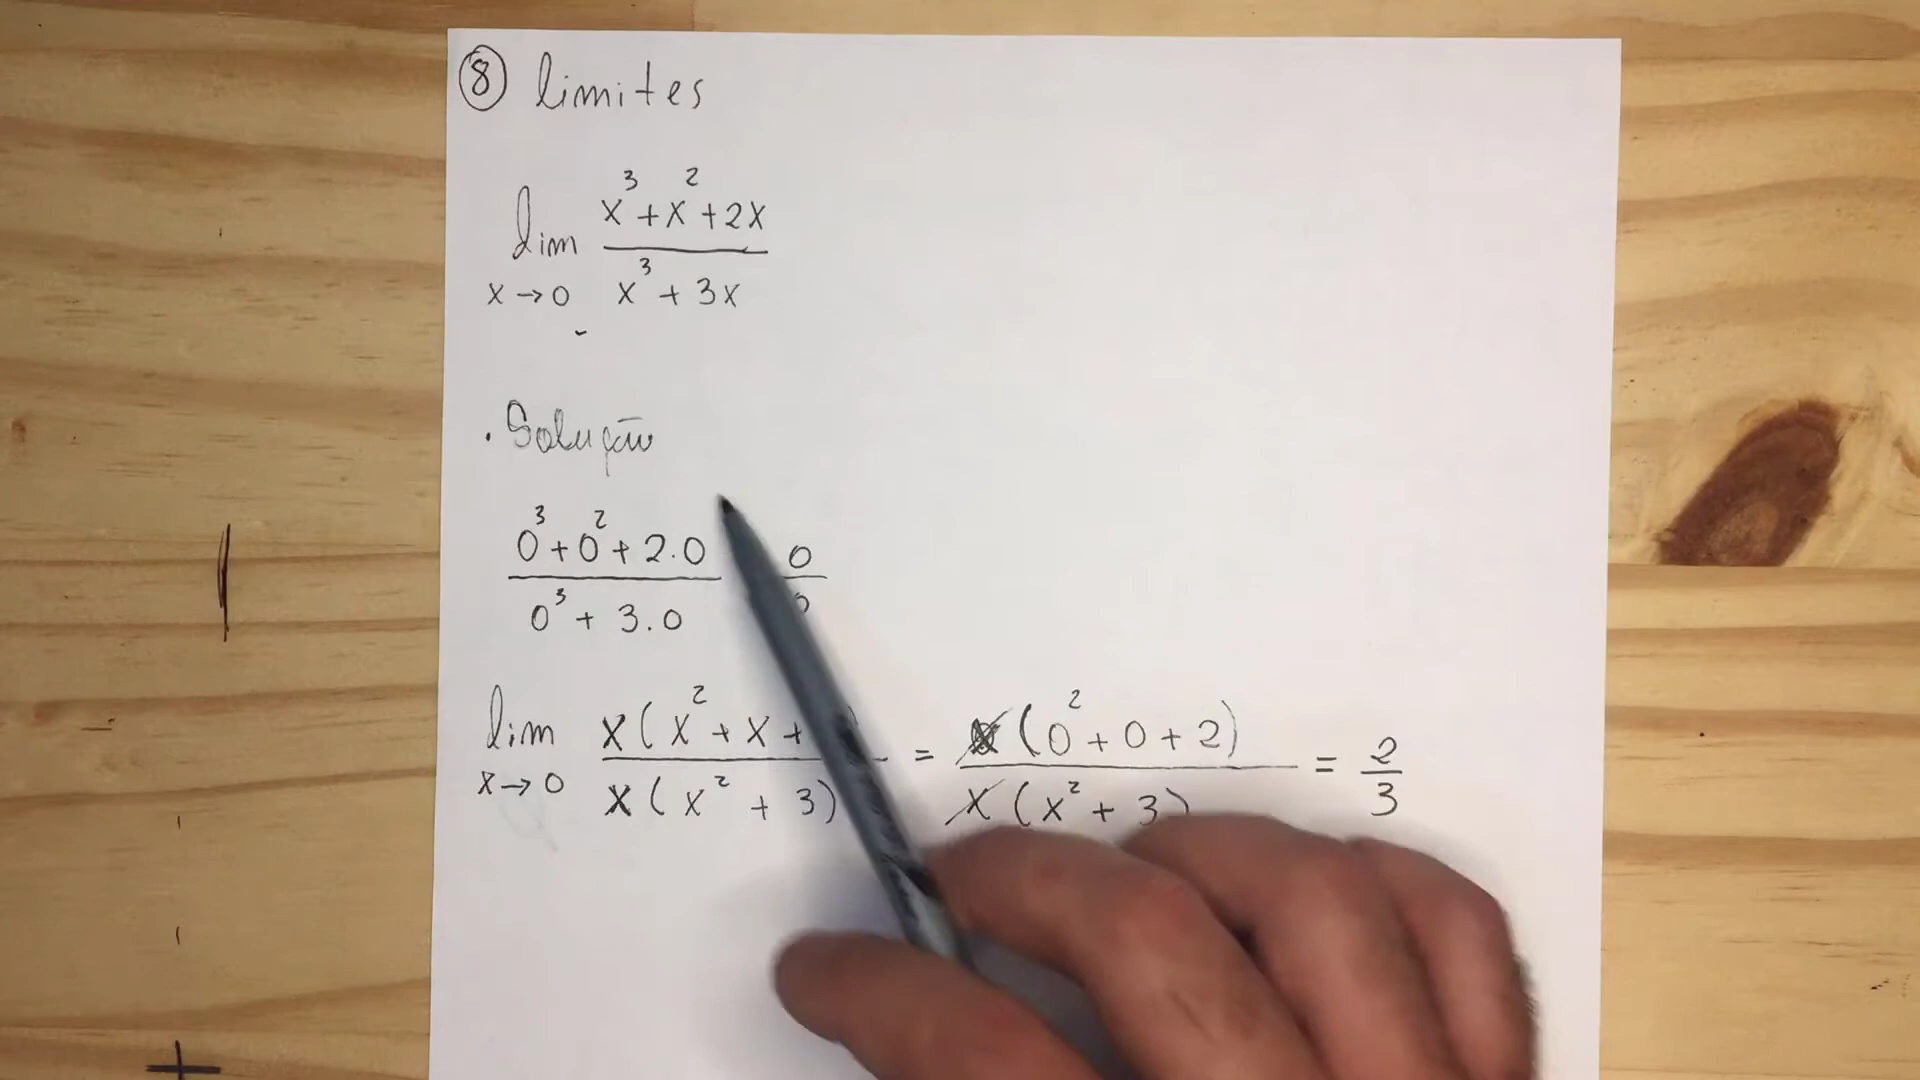 8 limites
lim x³+x²+2x
x→0 x³+3x
. Solução
0³+0²+2.0 0
0³+3.0
lim x(x²+x+ = x(0²+0+2) = 2
x→0 x(x²+3) x(x²+3) 3